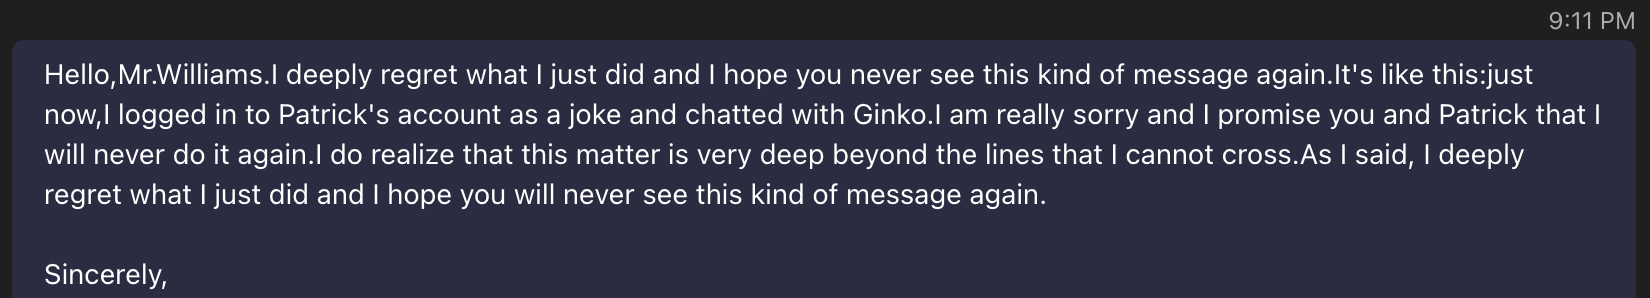 9:11 PM
Hello,Mr.Williams.I deeply regret what I just did and I hope you never see this kind of message again.It's like this:just
now,I logged in to Patrick's account as a joke and chatted with Ginko.I am really sorry and I promise you and Patrick that I
will never do it again.I do realize that this matter is very deep beyond the lines that I cannot cross.As I said, I deeply
regret what I just did and I hope you will never see this kind of message again.
Sincerely,